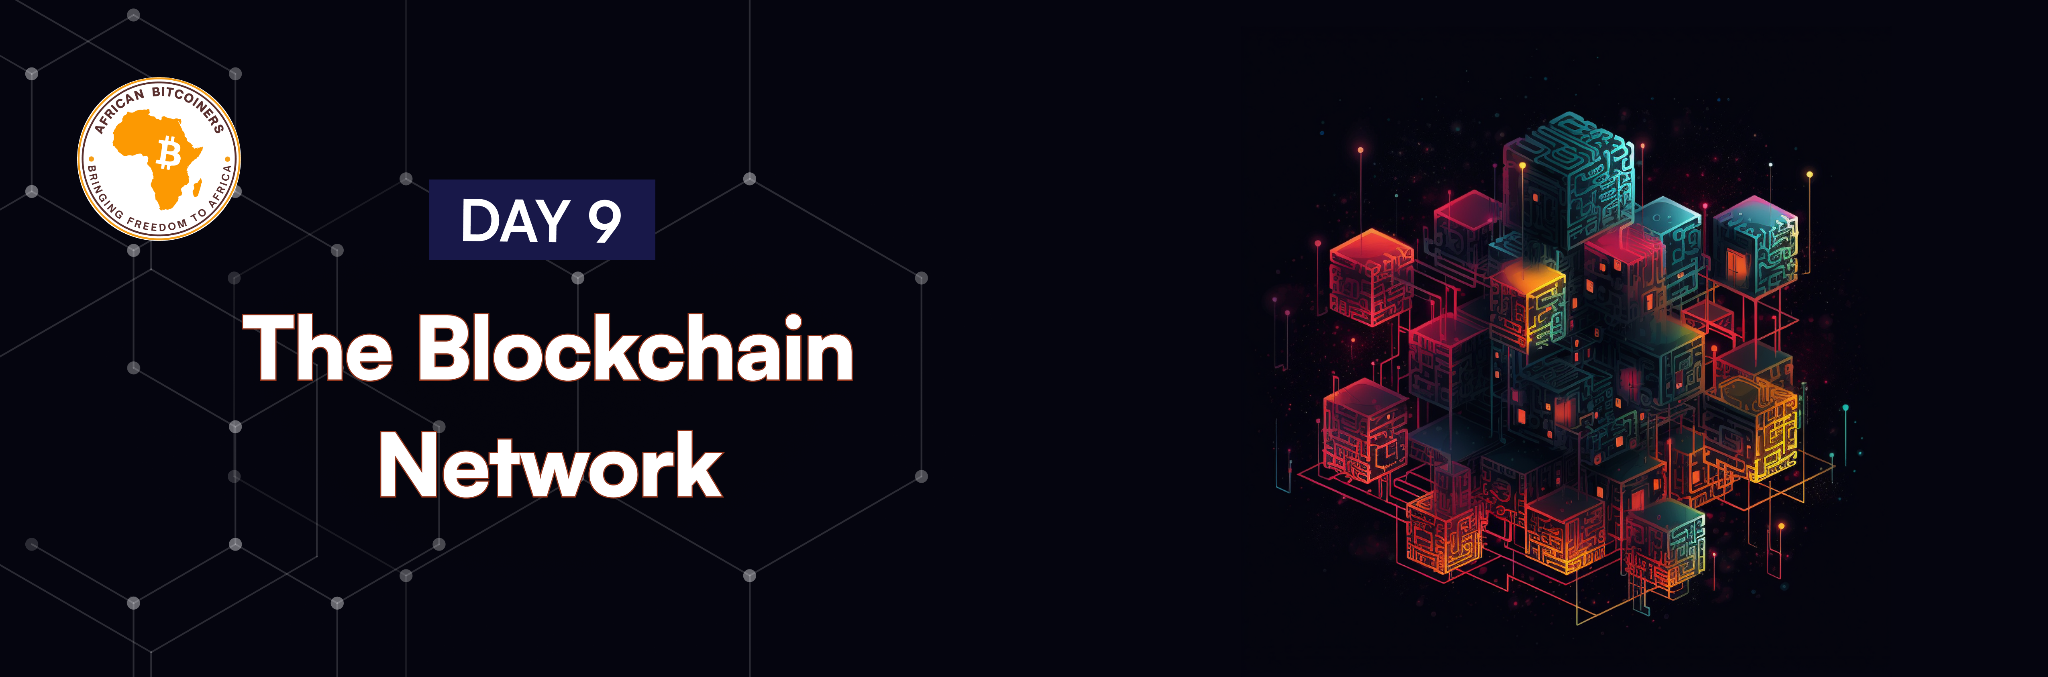 AFRICAN BITCOINERS
BRINGING FREEDOM TO AFRICA
DAY 9
The Blockchain
Network